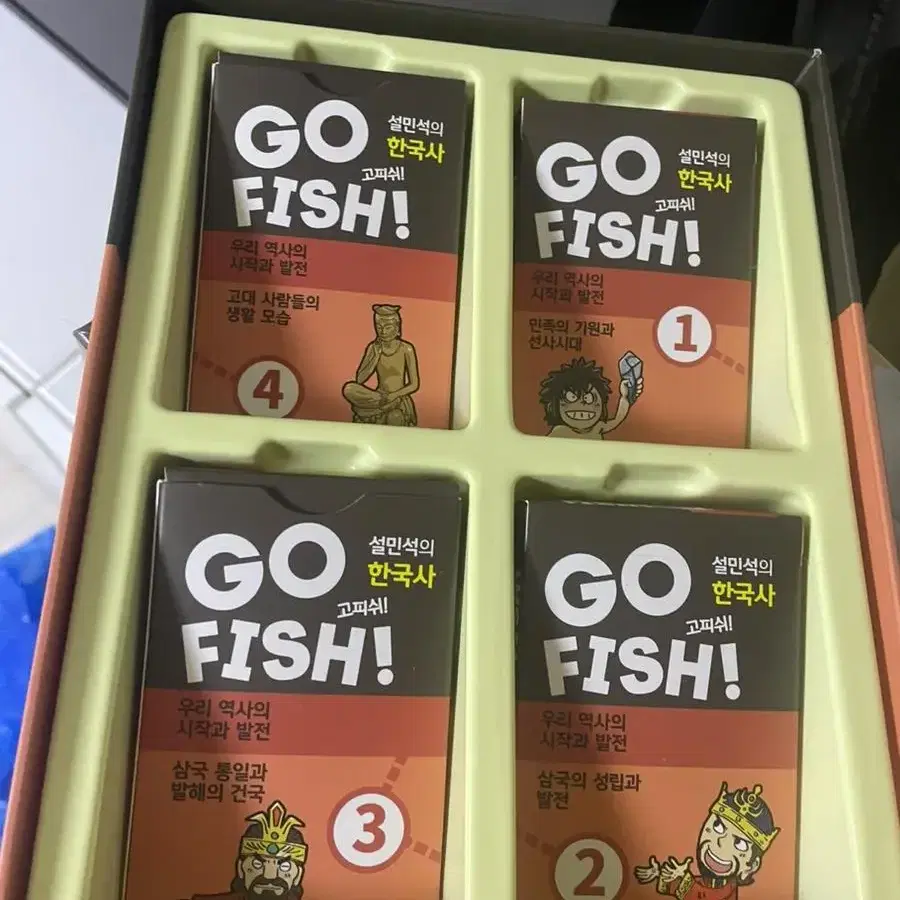 GO
설민석의
한국사
고피쉬!
FISH!
우리 역사의
시작과 발전
고대 사람들의
생활 모습
4
GO
설민석의
한국사
고피쉬!
FISH!
우리 역사의
시작과 발전
민족의 기원과
선사시대
1
GO
설민석의
한국사
고피쉬!
FISH!
우리 역사의
시작과 발전
삼국 통일과
발해의 건국
3
GO
설민석의
한국사
고피쉬!
FISH!
우리 역사의
시작과 발전
삼국의 성립과
발전
2